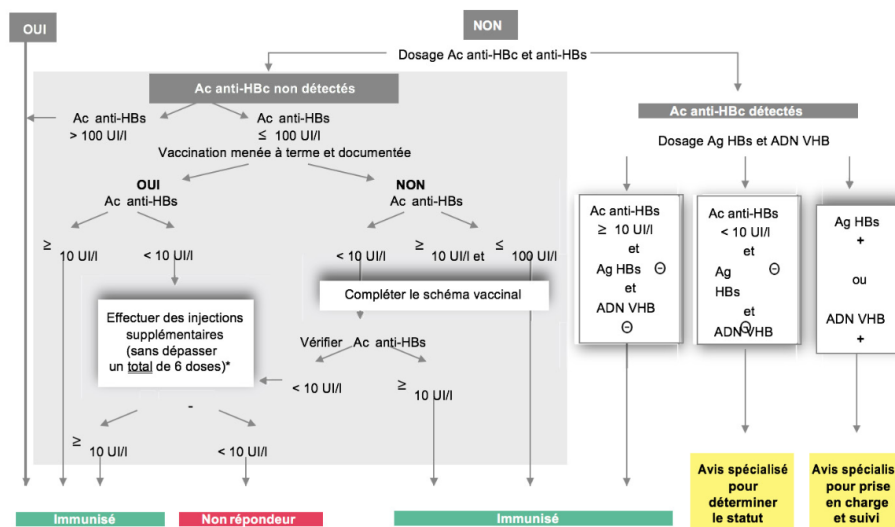 OUI
NON
Dosage Ac anti-HBc et anti-HBs
Ac anti-HBc non détectés
Ac anti-HBc détectés
Ac anti-HBs
> 100 UI/l
Ac anti-HBs
≤ 100 UI/l
Vaccination menée à terme et documentée
Dosage Ag HBs et ADN VHB
OUI
Ac anti-HBs
NON
Ac anti-HBs
≥ 10 UI/l
< 10 UI/l
< 10 UI/l
≥ 10 UI/l et
≤ 100 UI/l
Compléter le schéma vaccinal
Effectuer des injections
supplémentaires
(sans dépasser
un total de 6 doses)*
Vérifier Ac anti-HBs
< 10 UI/l
≥ 10 UI/l
-
≥ 10 UI/l
< 10 UI/l
Ac anti-HBs
≥ 10 UI/l
et
Ag HBs ⊖
et
ADN VHB
⊖
Ac anti-HBs
< 10 UI/l
et
Ag ⊖
HBs
et
ADN VHB
⊖
Ag HBs
+
ou
ADN VHB
+
Avis spécialisé
pour
déterminer
le statut
Avis spécialis
pour prise
en charge
et suivi
Immunisé
Non répondeur
Immunisé